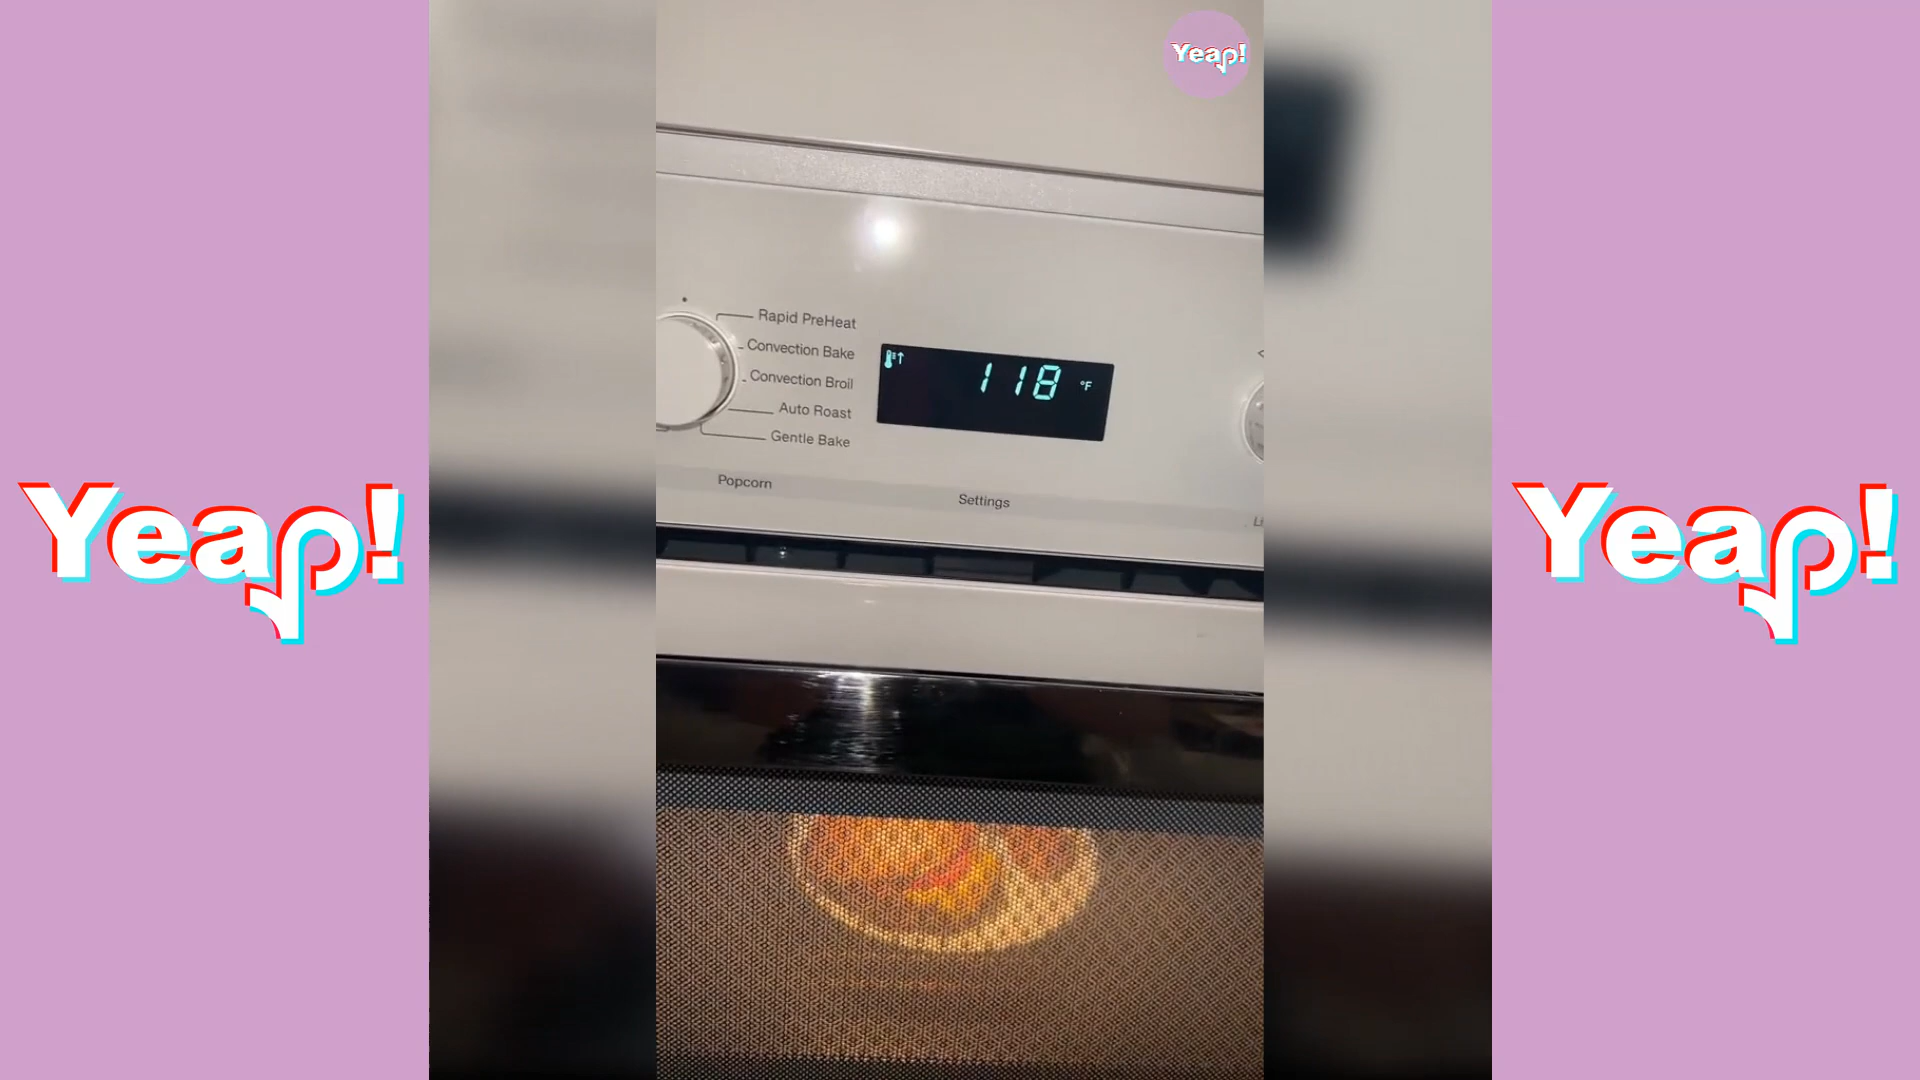 Yeap!
Rapid PreHeat
Convection Bake
Convection Broil
Auto Roast
Gentle Bake
118 °F
Popcorn
Settings
Yeap!
Yeap!